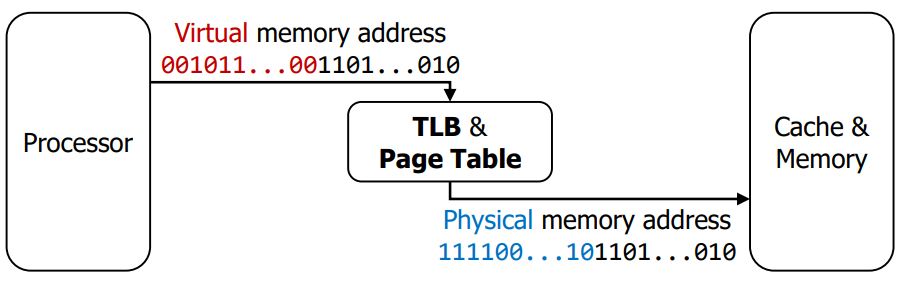 Processor
Virtual memory address
001011...001101...010
TLB &
Page Table
Physical memory address
111100...101101...010
Cache &
Memory